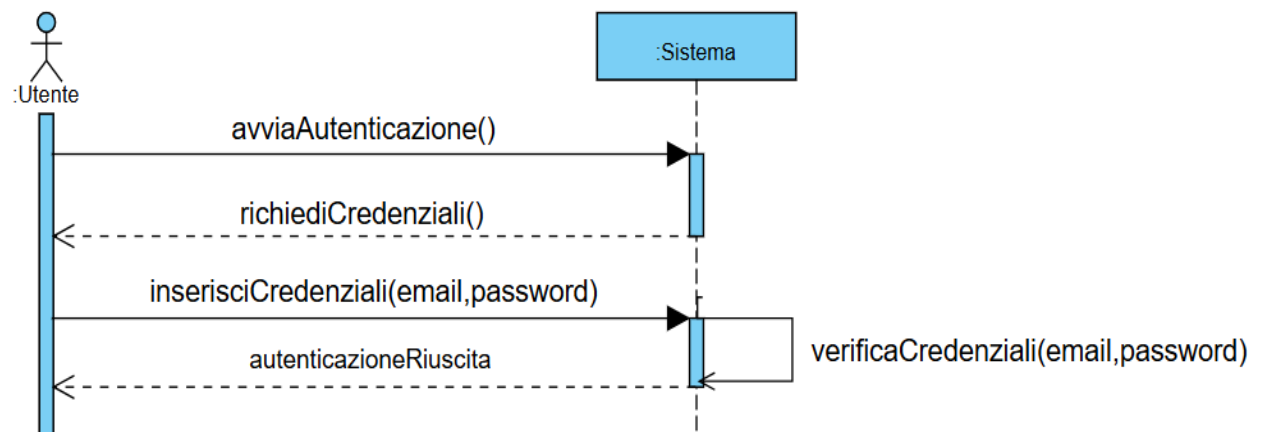 :Utente
:Sistema
avviaAutenticazione()
richiediCredenziali()
inserisciCredenziali(email,password)
verificaCredenziali(email,password)
autenticazioneRiuscita